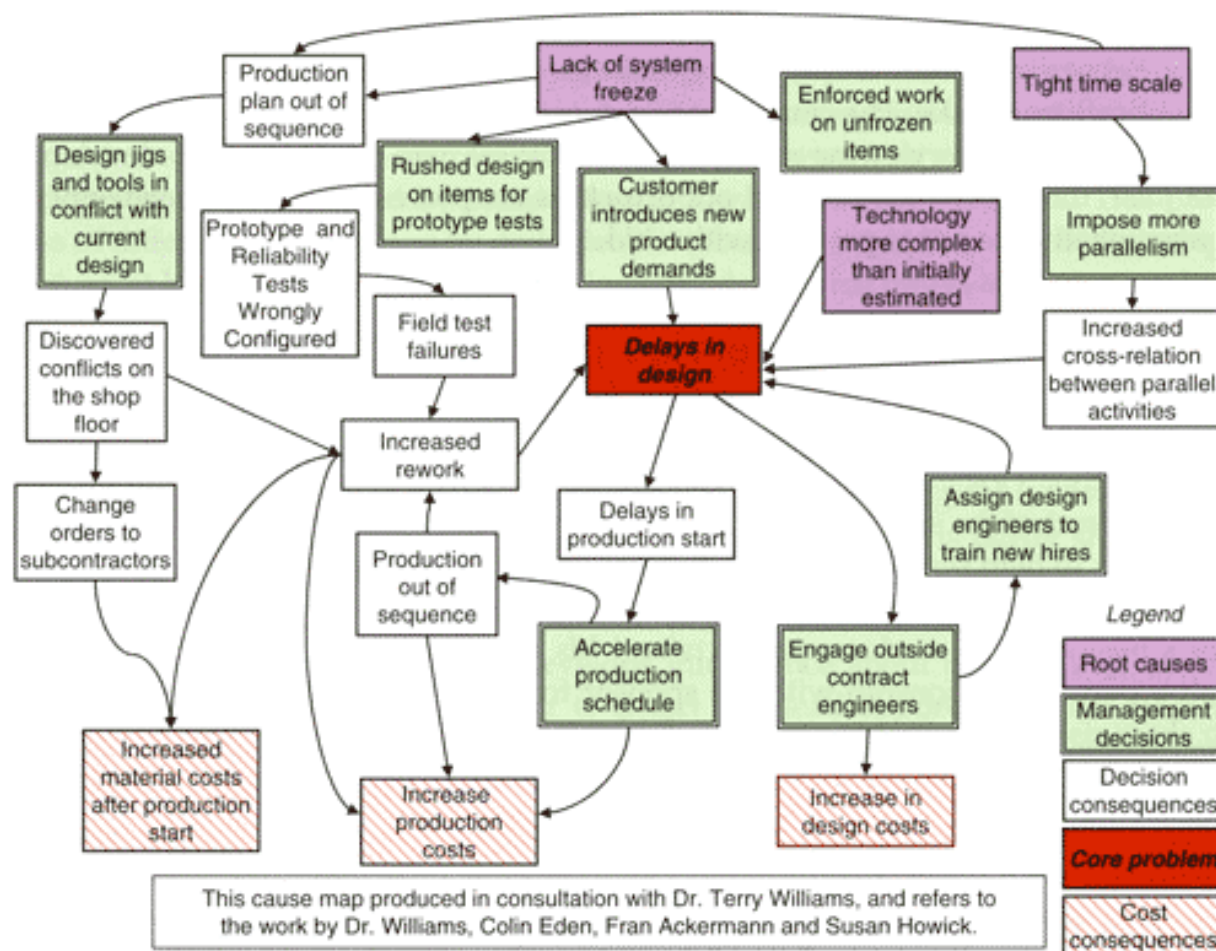 Production
plan out of
sequence
Lack of system
freeze
Tight time scale
Enforced work
on unfrozen
items
Design jigs
and tools in
conflict with
current
design
Rushed design
on items for
prototype tests
Customer
introduces new
product
demands
Technology
more complex
than initially
estimated
Impose more
parallelism
Prototype and
Reliability
Tests
Wrongly
Configured
Field test
failures
Discovered
conflicts on
the shop
floor
Delays in
design
Increased
cross-relation
between parallel
activities
Increased
rework
Change
orders to
subcontractors
Delays in
production start
Assign design
engineers to
train new hires
Production
out of
sequence
Accelerate
production
schedule
Engage outside
contract
engineers
Increased
material costs
after production
start
Increase
production
costs
Increase in
design costs
Legend
Root causes
Management
decisions
Decision
consequences
Core problem
Cost
consequences
This cause map produced in consultation with Dr. Terry Williams, and refers to
the work by Dr. Williams, Colin Eden, Fran Ackermann and Susan Howick.